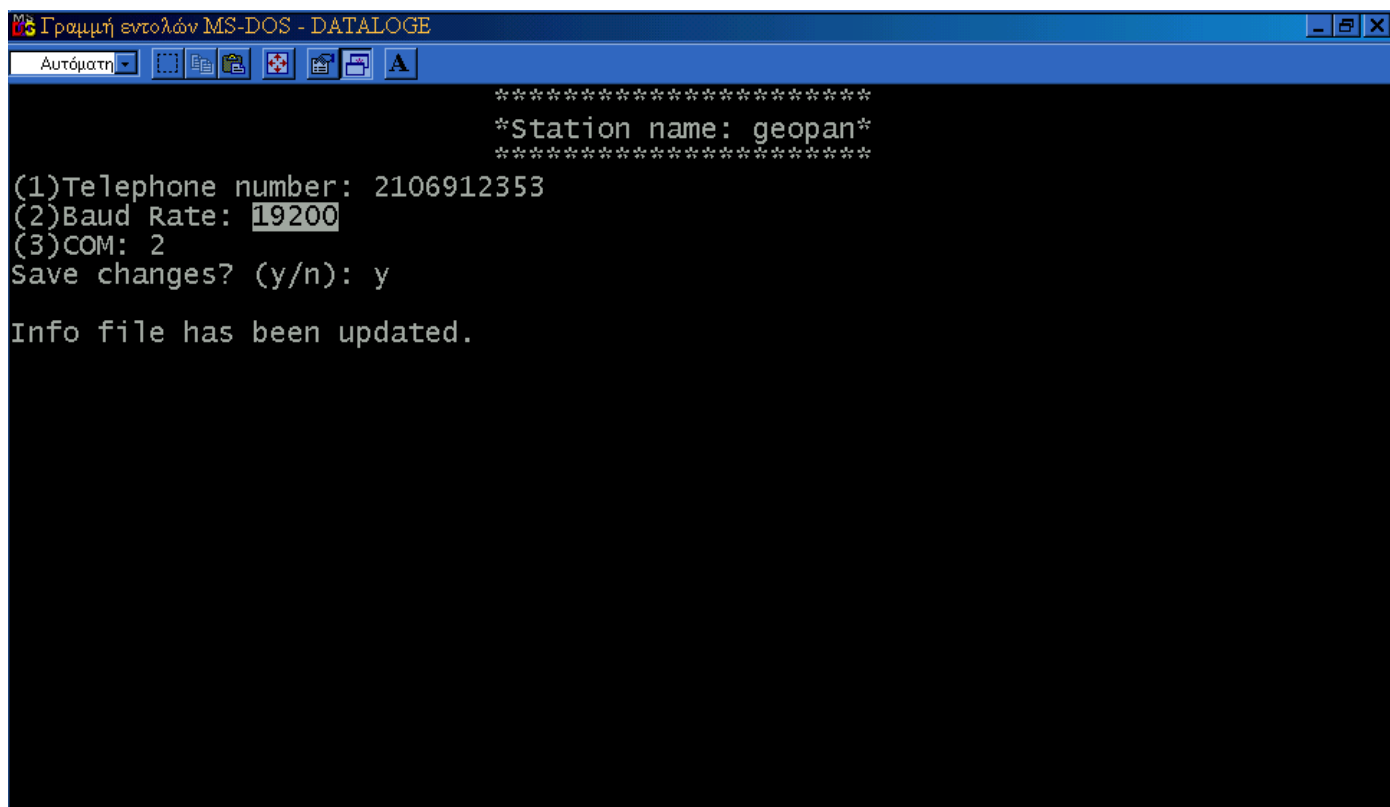 Γραμμή εντολών MS-DOS - DATALOGE
Αυτόματη
A
**********************
*Station name: geopan*
**********************
(1)Telephone number: 2106912353
(2)Baud Rate: 19200
(3)COM: 2
Save changes? (y/n): y
Info file has been updated.